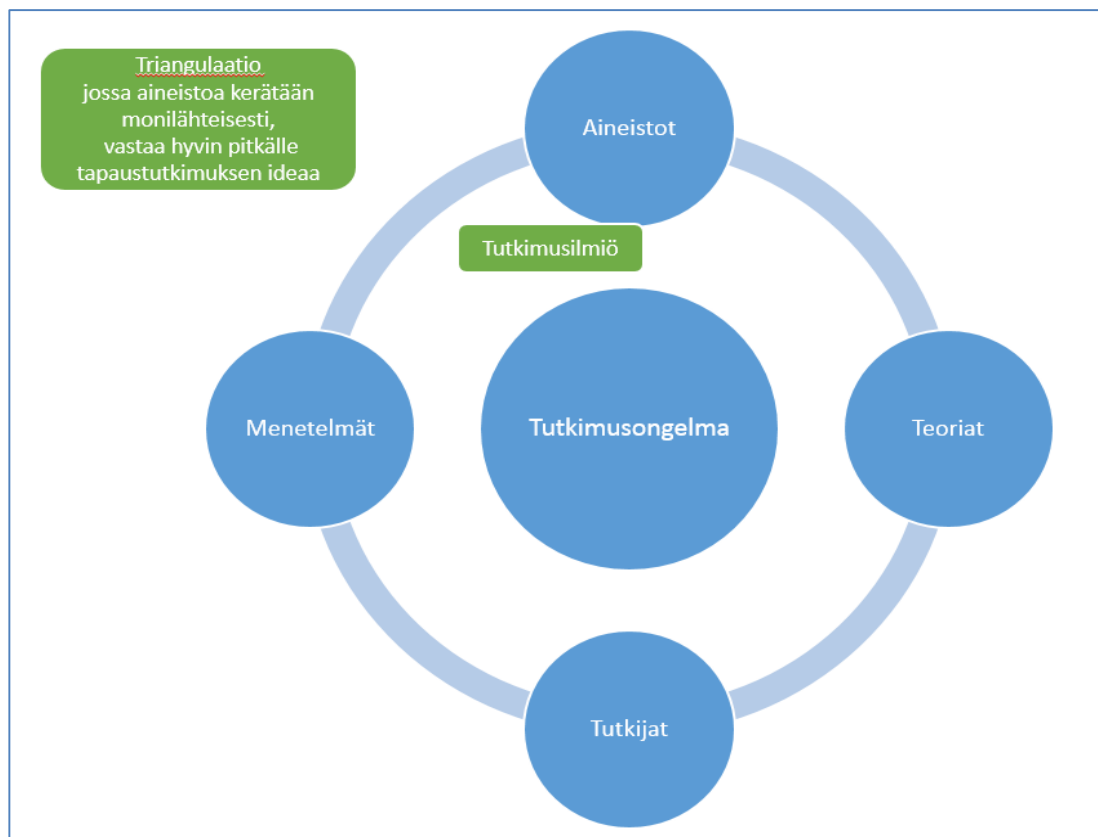 Triangulaatio
jossa aineistoa kerätään
monilähteisesti,
vastaa hyvin pitkälle
tapaustutkimuksen ideaa
Aineistot
Tutkimusilmiö
Menetelmät
Tutkimusongelma
Teoriat
Tutkijat